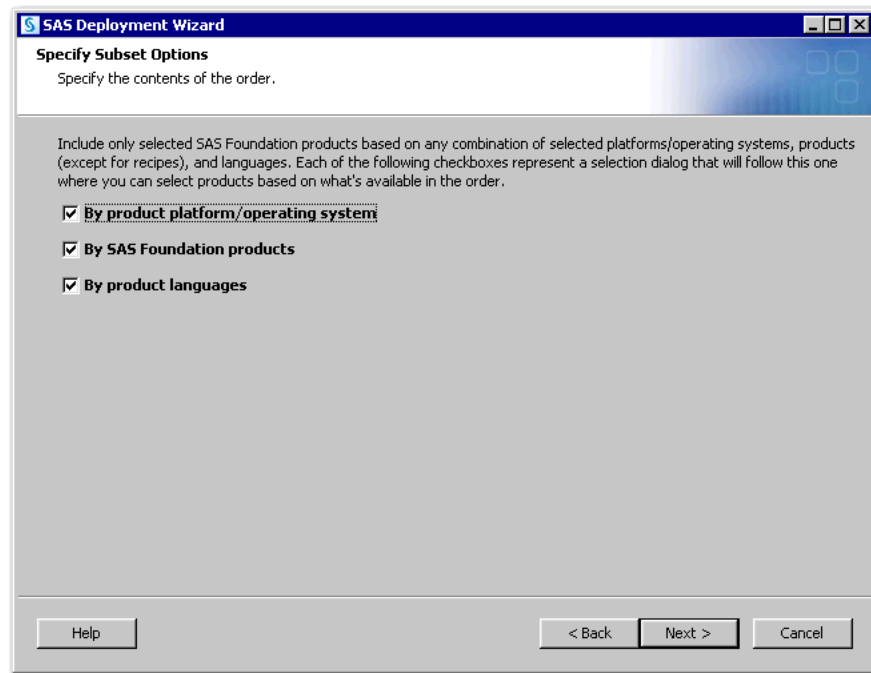 SAS Deployment Wizard
Specify Subset Options
Specify the contents of the order.
Include only selected SAS Foundation products based on any combination of selected platforms/operating systems, products
(except for recipes), and languages. Each of the following checkboxes represent a selection dialog that will follow this one
where you can select products based on what's available in the order.
By product platform/operating system
By SAS Foundation products
By product languages
Help
< Back
Next >
Cancel